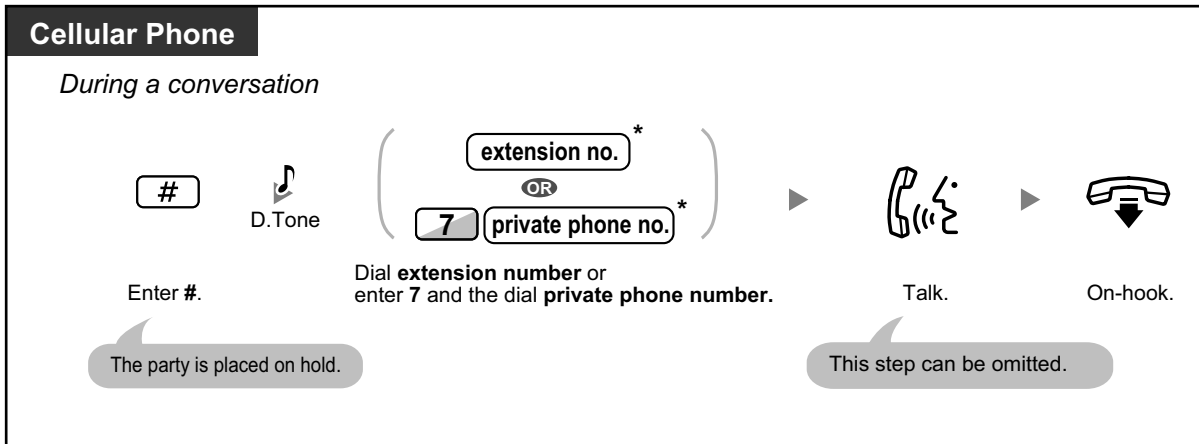 Cellular Phone
During a conversation
#
D.Tone
extension no.*
OR
7 private phone no.*
Enter #.
Dial extension number or
enter 7 and the dial private phone number.
Talk.
On-hook.
The party is placed on hold.
This step can be omitted.